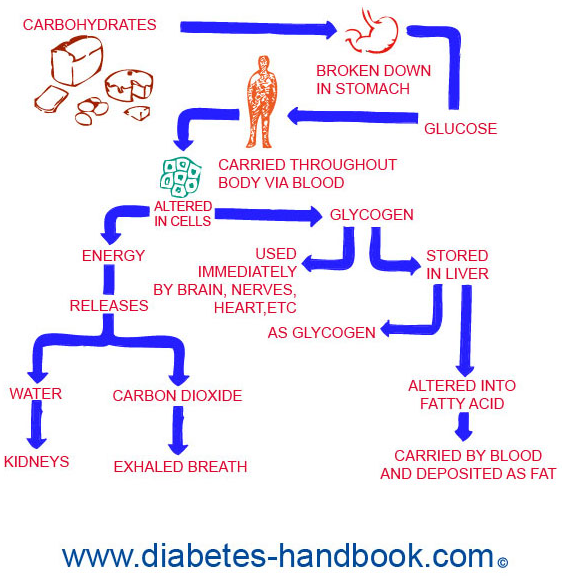 CARBOHYDRATES
BROKEN DOWN
IN STOMACH
GLUCOSE
CARRIED THROUGHOUT
BODY VIA BLOOD
ALTERED
IN CELLS
GLYCOGEN
ENERGY
USED
IMMEDIATELY
BY BRAIN, NERVES,
HEART,ETC
STORED
IN LIVER
RELEASES
AS GLYCOGEN
WATER
CARBON DIOXIDE
ALTERED INTO
FATTY ACID
KIDNEYS
EXHALED BREATH
CARRIED BY BLOOD
AND DEPOSITED AS FAT
www.diabetes-handbook.com©